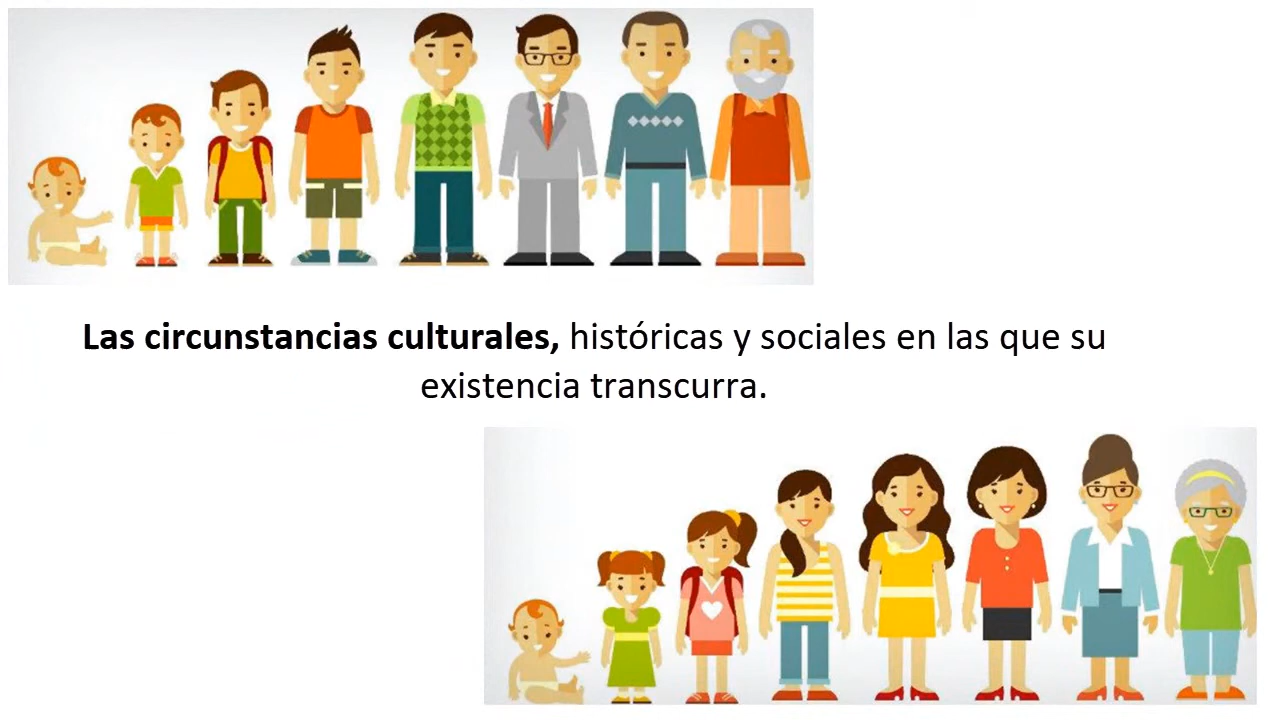 Las circunstancias culturales, históricas y sociales en las que su
existencia transcurra.